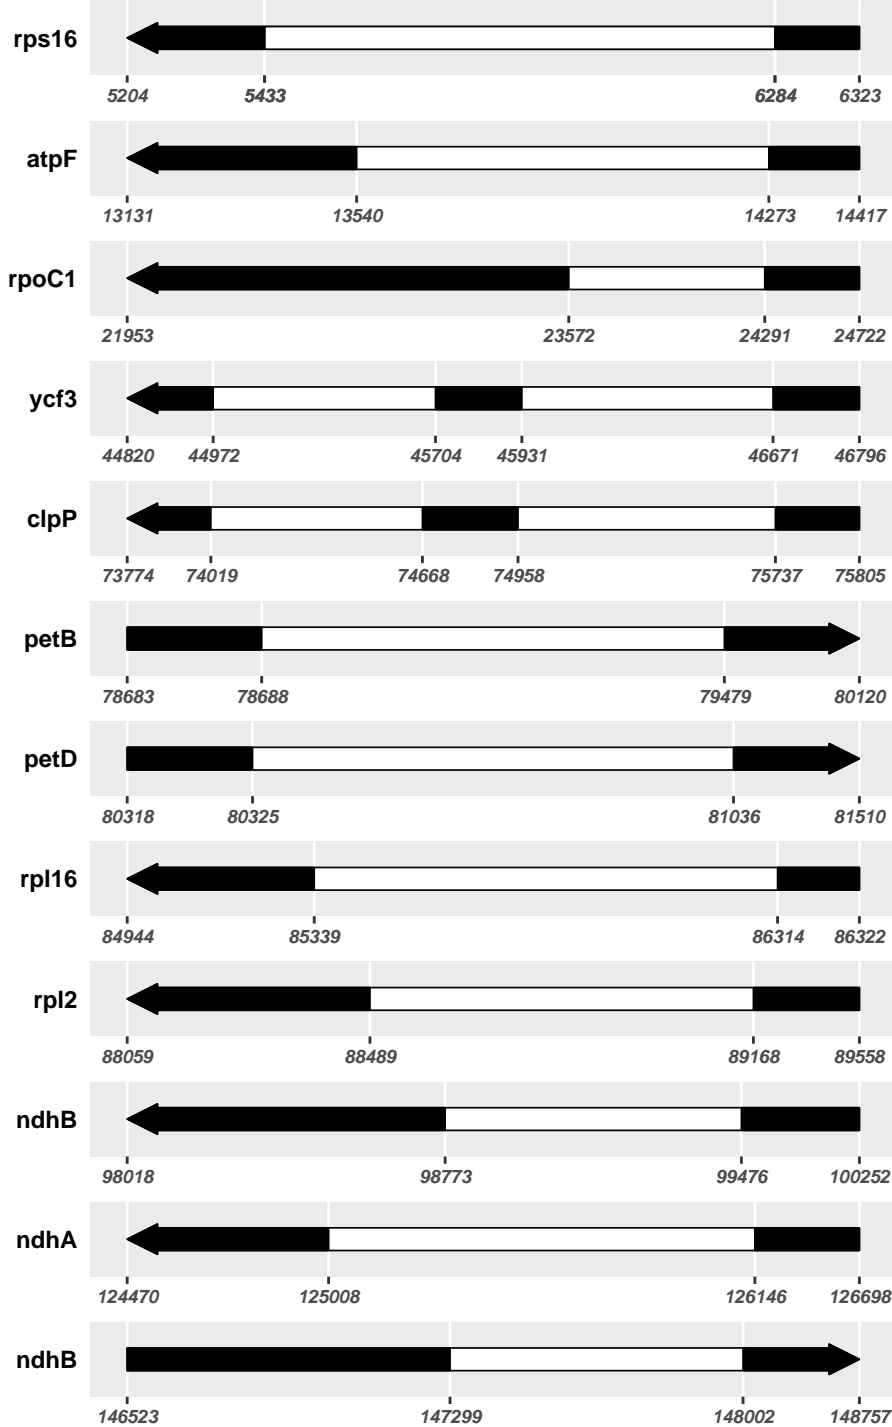 rps16
5204 5433 6284 6323
atpF
13131 13540 14273 14417
rpoC1
21953 23572 24291 24722
ycf3
44820 44972 45704 45931 46671 46796
clpP
73774 74019 74668 74958 75737 75805
petB
78683 78688 79479 80120
petD
80318 80325 81036 81510
rpl16
84944 85339 86314 86322
rpl2
88059 88489 89168 89558
ndhB
98018 98773 99476 100252
ndhA
124470 125008 126146 126698
ndhB
146523 147299 148002 148757